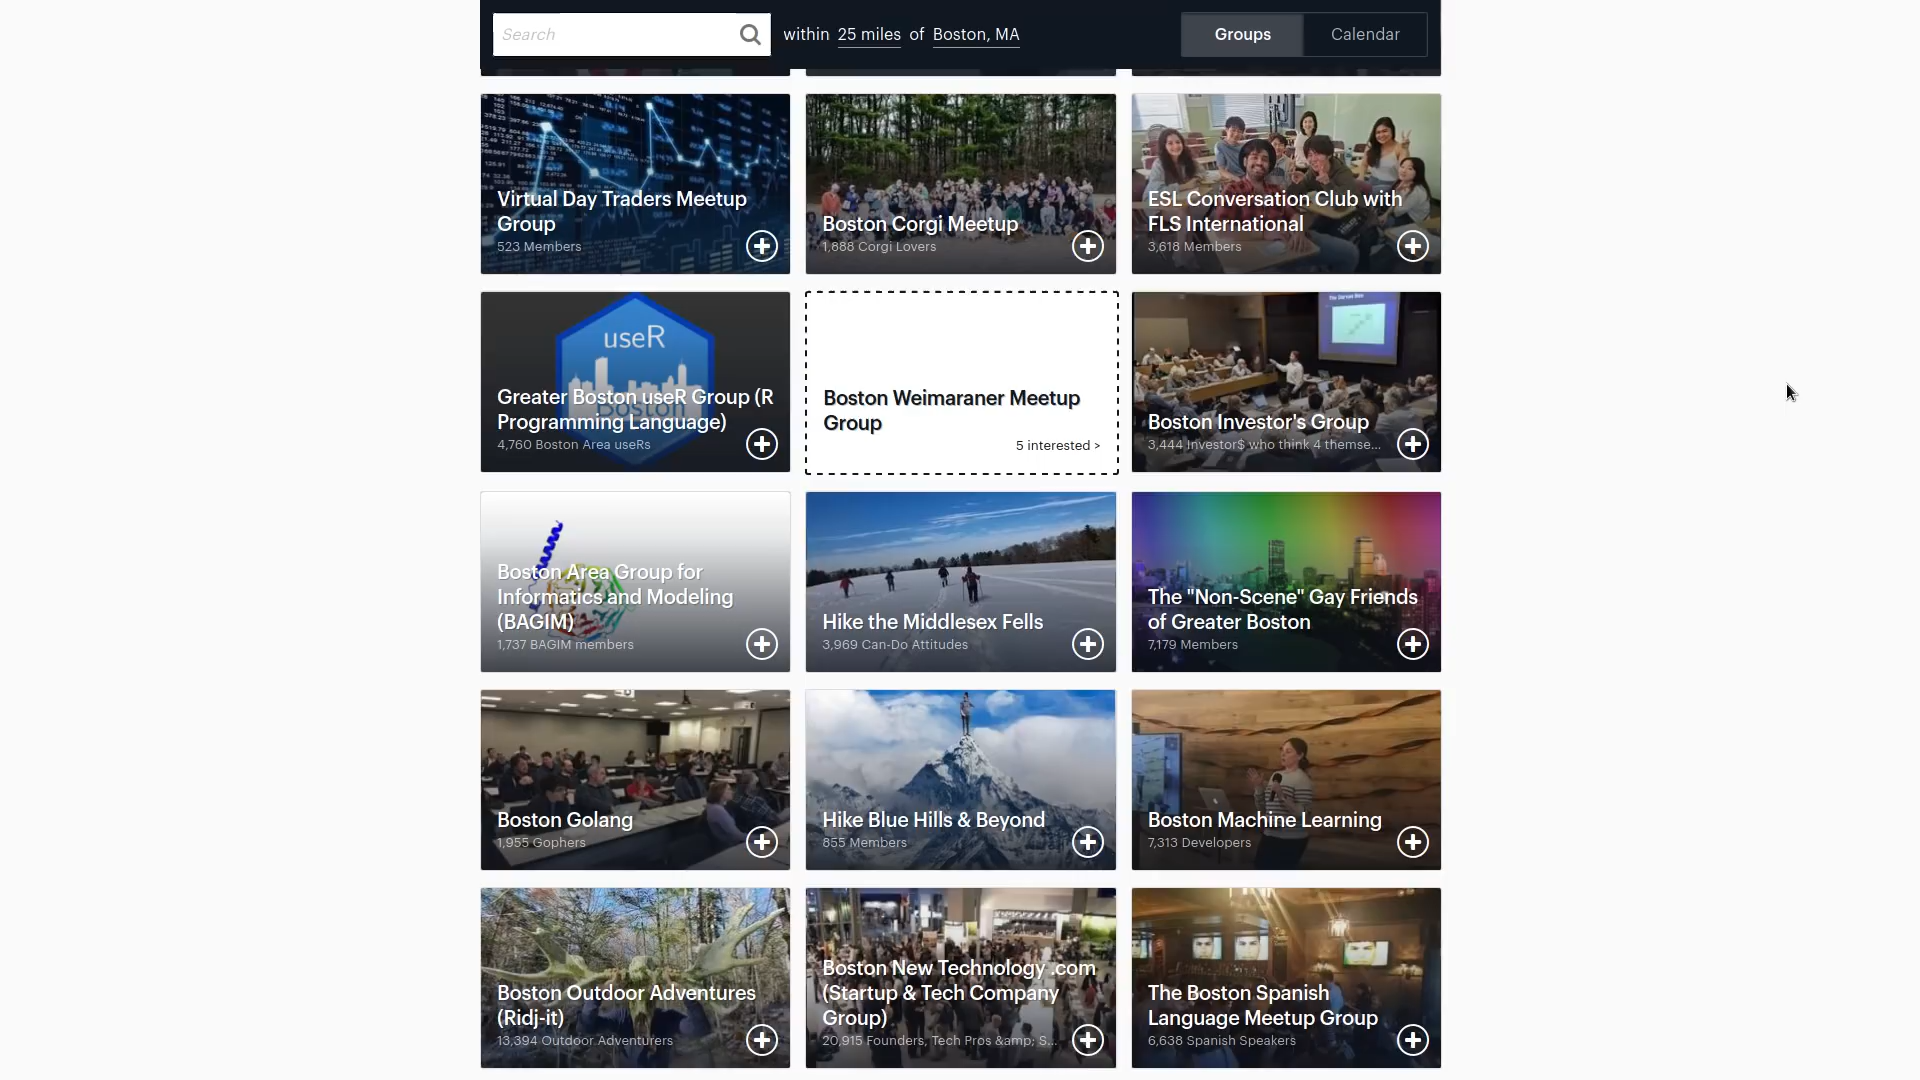 Search
within 25 miles of Boston, MA
Groups
Calendar
Virtual Day Traders Meetup
Group
523 Members
Boston Corgi Meetup
1,888 Corgi Lovers
ESL Conversation Club with
FLS International
3,618 Members
useR
Boston
Greater Boston useR Group (R
Programming Language)
4,760 Boston Area useRs
Boston Weimaraner Meetup
Group
5 interested >
Boston Investor's Group
3,444 Investor$ who think 4 themse...
Boston Area Group for
Informatics and Modeling
(BAGIM)
1,737 BAGIM members
Hike the Middlesex Fells
3,969 Can-Do Attitudes
The "Non-Scene" Gay Friends
of Greater Boston
7,179 Members
Boston Golang
1,955 Gophers
Hike Blue Hills & Beyond
855 Members
Boston Machine Learning
7,313 Developers
Boston Outdoor Adventures
(Ridj-it)
13,394 Outdoor Adventurers
Boston New Technology .com
(Startup & Tech Company
Group)
20,915 Founders, Tech Pros &amp; S...
The Boston Spanish
Language Meetup Group
6,638 Spanish Speakers